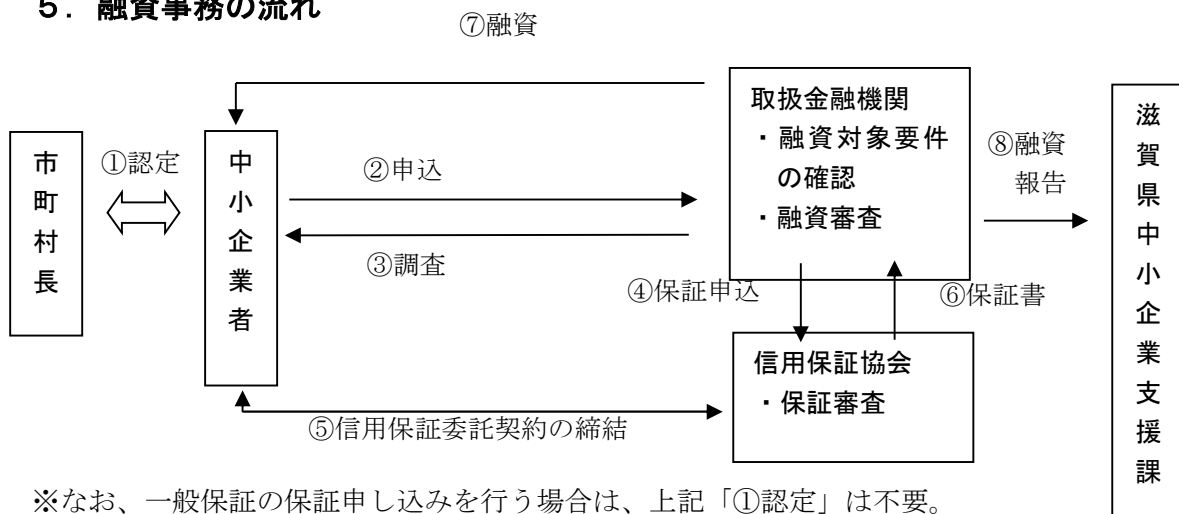 ５．融資事務の流れ
⑦融資
市町村長
①認定
中小企業者
②申込
③調査
取扱金融機関
・融資対象要件
の確認
・融資審査
④保証申込
⑥保証書
⑧融資
報告
滋賀県中小企業支援課
信用保証協会
・保証審査
⑤信用保証委託契約の締結
※なお、一般保証の保証申し込みを行う場合は、上記「①認定」は不要。